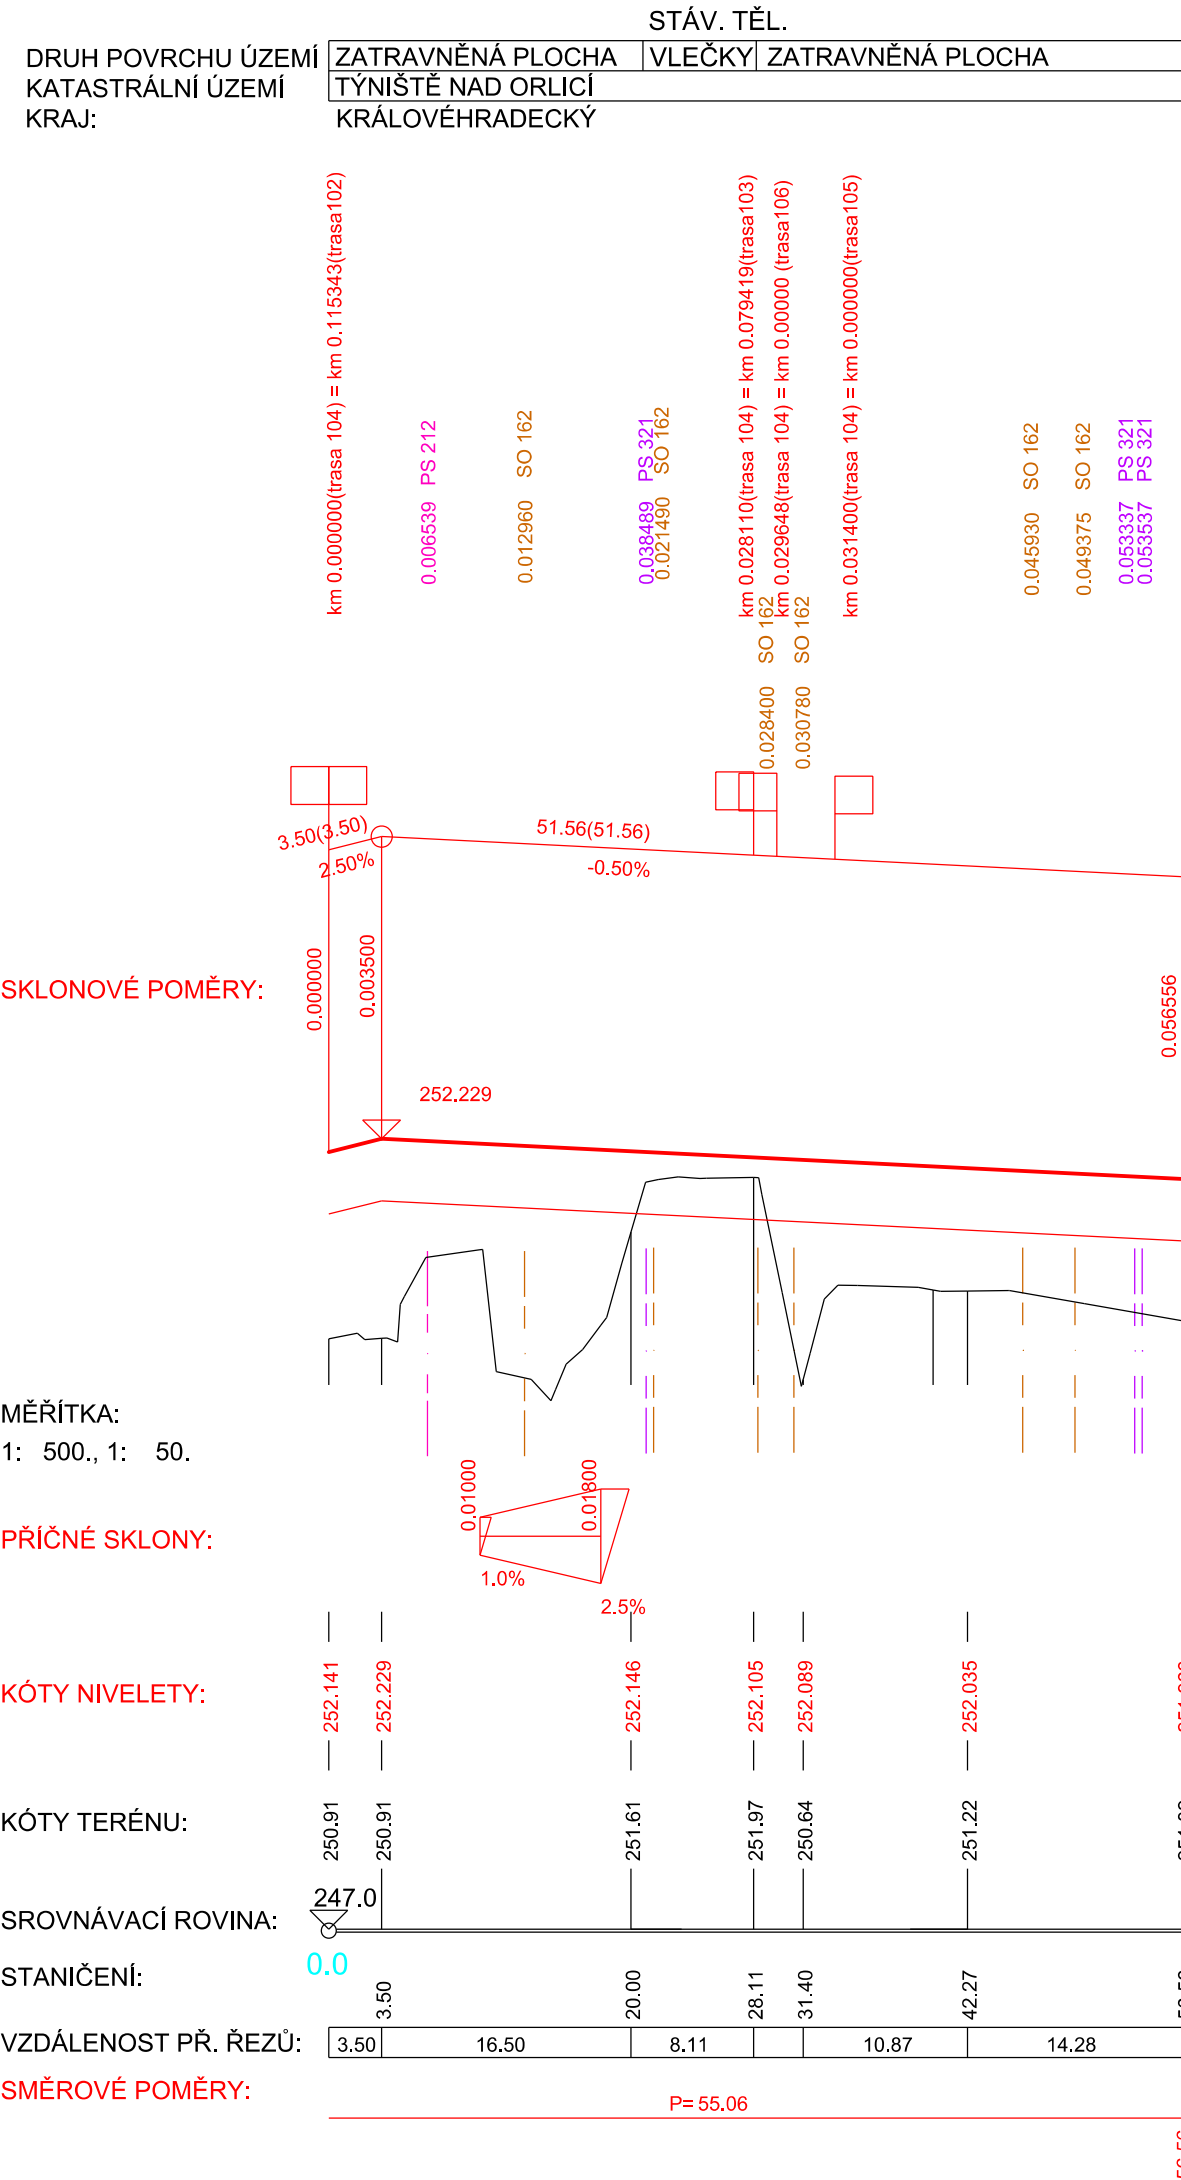 STÁV. TĚL.
DRUH POVRCHU ÚZEMÍ ZATRAVNĚNÁ PLOCHA VLEČKY ZATRAVNĚNÁ PLOCHA
KATASTRÁLNÍ ÚZEMÍ TÝNIŠTĚ NAD ORLICÍ
KRAJ: KRÁLOVÉHRADECKÝ
km 0.000000(trasa 104) = km 0.115343(trasa102)
0.006539 PS 212
0.012960 SO 162
0.038489 PS 321
0.021490 SO 162
km 0.028110(trasa 104) = km 0.079419(trasa103)
0.028400 SO 162
km 0.029648(trasa 104) = km 0.00000 (trasa106)
0.030780 SO 162
km 0.031400(trasa 104) = km 0.000000(trasa105)
0.045930 SO 162
0.049375 SO 162
0.053337 PS 321
0.053537 PS 321
3.50(3.50)
2.50%
51.56(51.56)
-0.50%
SKLONOVÉ POMĚRY:
0.000000
0.003500
0.056556
252.229
MĚŘÍTKA:
1: 500., 1: 50.
PŘÍČNÉ SKLONY:
0.01000
0.01800
1.0%
2.5%
KÓTY NIVELETY: 252.141 252.229 252.146 252.105 252.089 252.035
KÓTY TERÉNU: 250.91 250.91 251.61 251.97 250.64 251.22
SROVNÁVACÍ ROVINA: 247.0
STANIČENÍ: 0.0 3.50 20.00 28.11 31.40 42.27
VZDÁLENOST PŘ. ŘEZŮ: 3.50 16.50 8.11 10.87 14.28
SMĚROVÉ POMĚRY:
P= 55.06